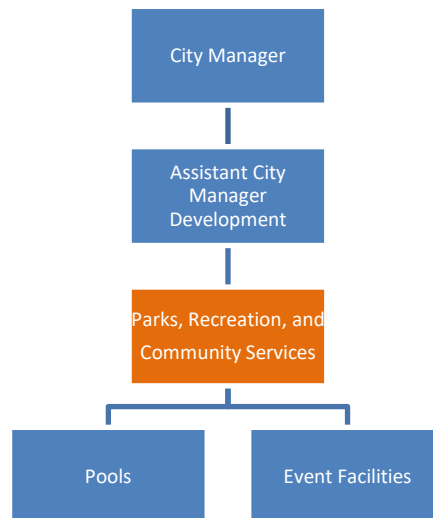 City Manager
Assistant City
Manager
Development
Parks, Recreation, and
Community Services
Pools
Event Facilities